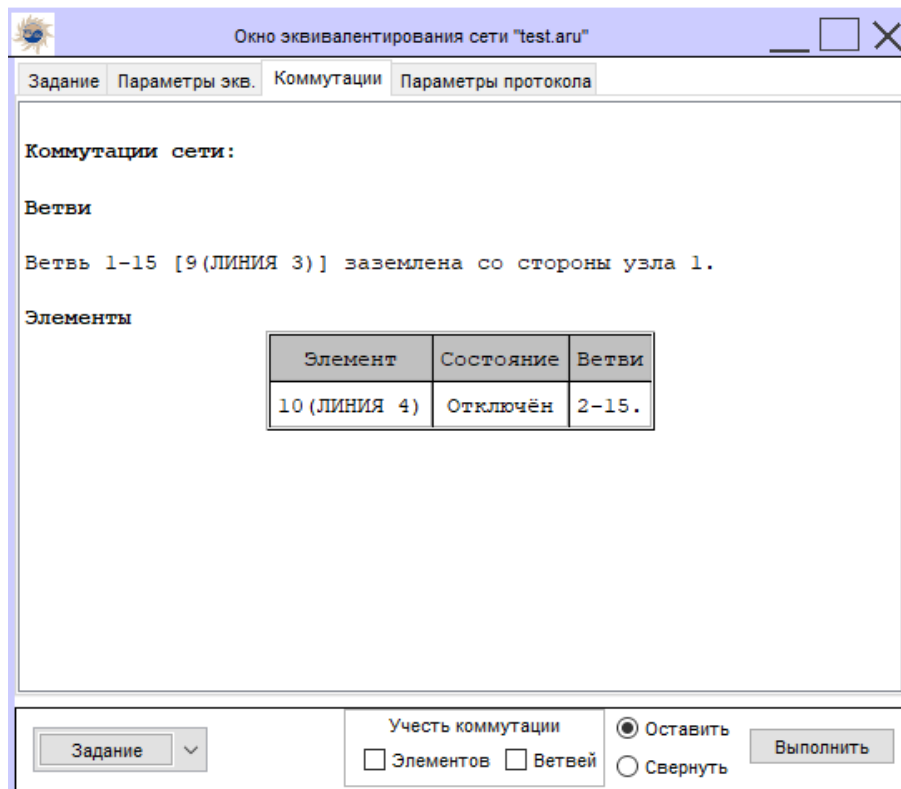 Окно эквивалентирования сети "test.aru"
Задание Параметры экв. Коммутации Параметры протокола
Коммутации сети:
Ветви
Ветвь 1-15 [9(ЛИНИЯ 3)] заземлена со стороны узла 1.
Элементы
Элемент Состояние Ветви
10(ЛИНИЯ 4) Отключён 2-15.
Учесть коммутации
Оставить
Задание
Элементов Ветвей
Свернуть
Выполнить